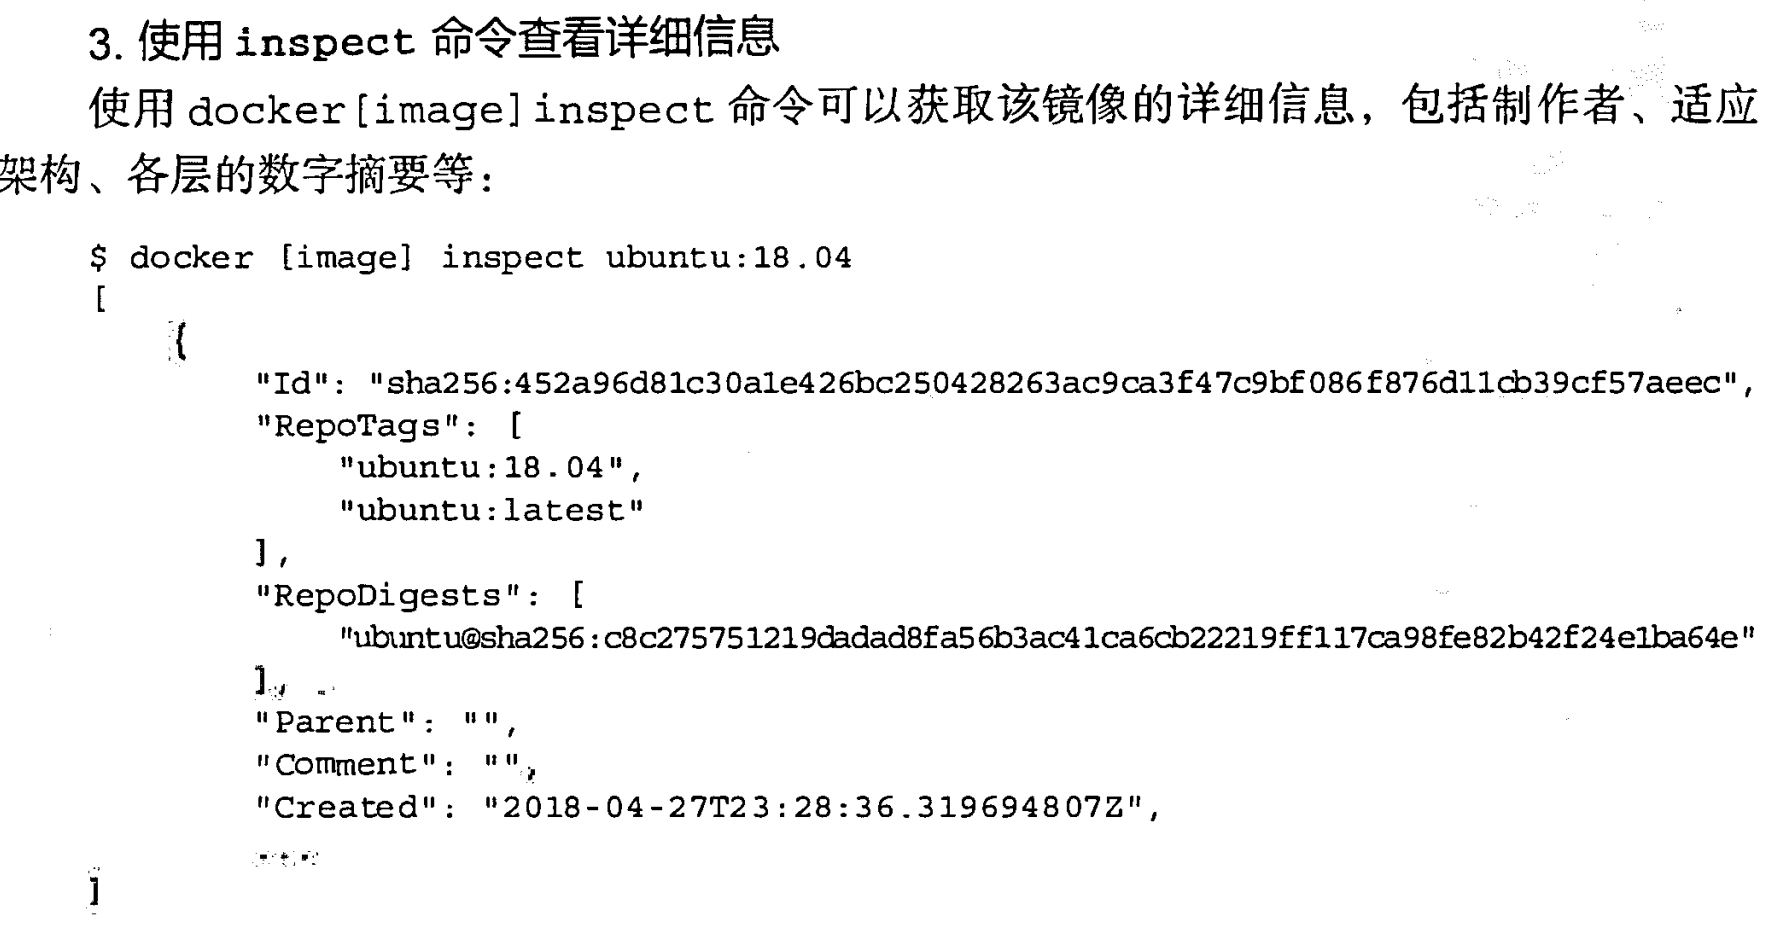 3. 使用 inspect 命令查看详细信息
使用 docker[image]inspect 命令可以获取该镜像的详细信息，包括制作者、适应
架构、各层的数字摘要等：
$ docker [image] inspect ubuntu:18.04
[
    {
        "Id": "sha256:452a96d81c30a1e426bc250428263ac9ca3f47c9bf086f876d11cb39cf57aeec",
        "RepoTags": [
            "ubuntu:18.04",
            "ubuntu:latest"
        ],
        "RepoDigests": [
            "ubuntu@sha256:c8c275751219dadad8fa56b3ac41ca6cb22219ff117ca98fe82b42f24e1ba64e"
        ],
        "Parent": "",
        "Comment": "",
        "Created": "2018-04-27T23:28:36.319694807Z",
        ...
]